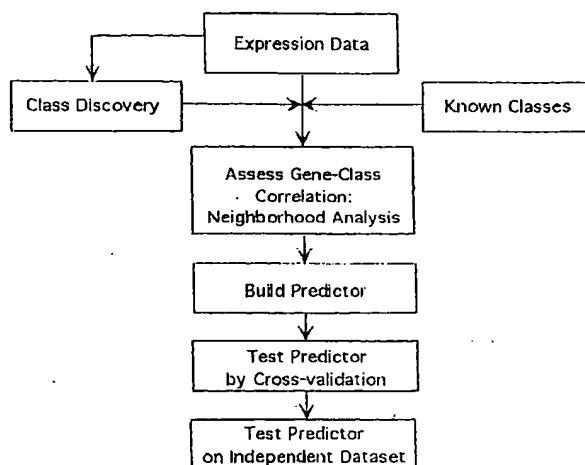 Expression Data
Class Discovery
Known Classes
Assess Gene-Class
Correlation:
Neighborhood Analysis
Build Predictor
Test Predictor
by Cross-validation
Test Predictor
on Independent Dataset